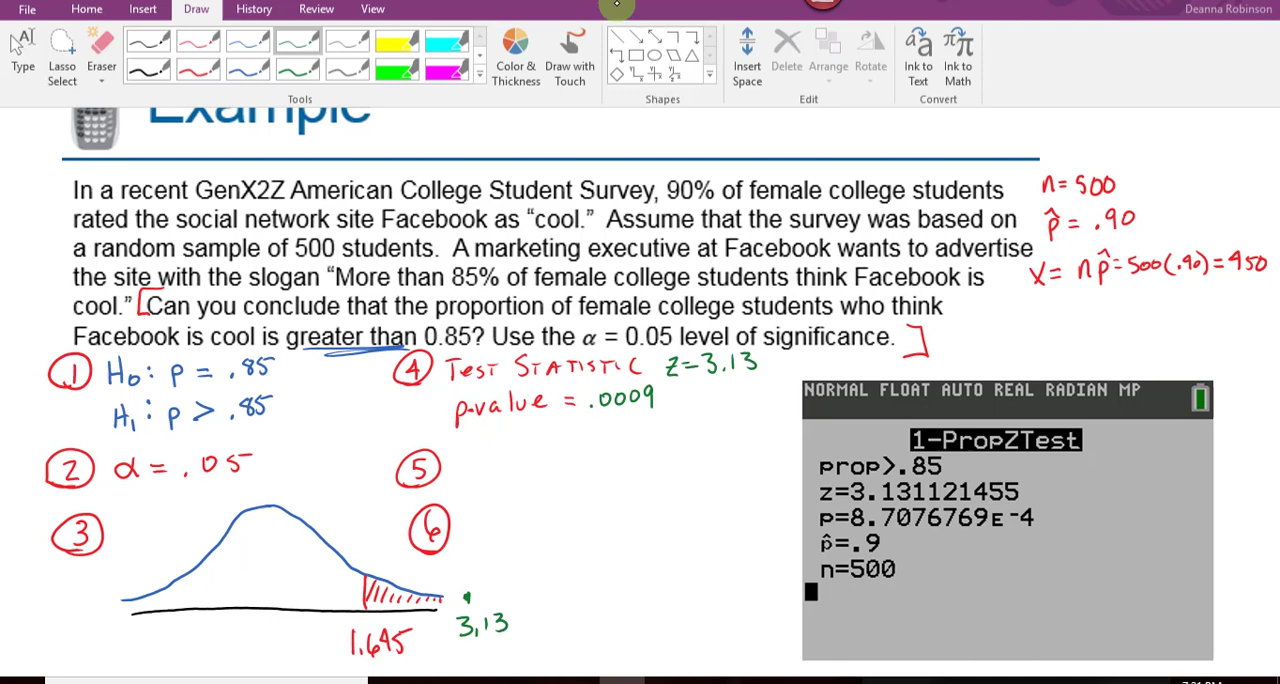 File Home Insert Draw History Review View Deanna Robinson
Type Lasso Select Eraser Color & Thickness Draw with Touch Insert Space Delete Arrange Rotate Ink to Text Ink to Math
Tools Shapes Edit Convert
Example
In a recent GenX2Z American College Student Survey, 90% of female college students
rated the social network site Facebook as “cool.” Assume that the survey was based on
a random sample of 500 students. A marketing executive at Facebook wants to advertise
the site with the slogan “More than 85% of female college students think Facebook is
cool.” [Can you conclude that the proportion of female college students who think
Facebook is cool is greater than 0.85? Use the α = 0.05 level of significance. ]
n = 500
p̂ = .90
X = np̂ = 500(.90) = 450
① H₀: p = .85
H₁: p > .85
② α = .05
③
1.645
3.13
④ TEST STATISTIC z=3.13
p-value = .0009
⑤
⑥
NORMAL FLOAT AUTO REAL RADIAN MP
1-PropZTest
prop>.85
z=3.131121455
p=8.7076769E-4
p̂=.9
n=500